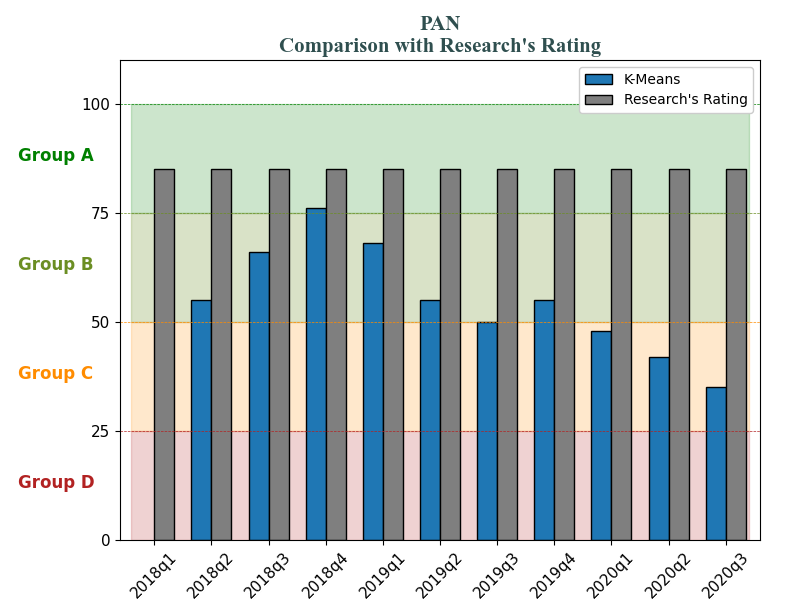 PAN
Comparison with Research's Rating
K-Means
Research's Rating
100
Group A
75
Group B
50
Group C
25
Group D
0
2018q1 2018q2 2018q3 2018q4 2019q1 2019q2 2019q3 2019q4 2020q1 2020q2 2020q3